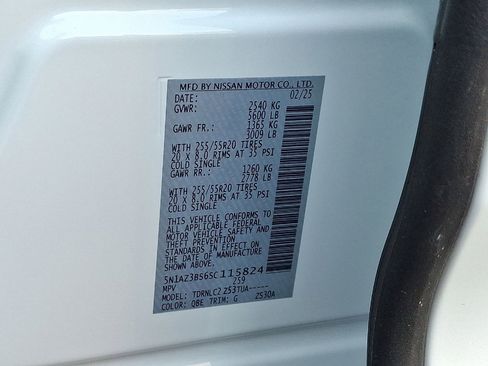 MFD BY NISSAN MOTOR CO., LTD.
DATE: 02/25
GVWR: 2540 KG
5600 LB
GAWR FR.: 1365 KG
3009 LB
WITH 255/55R20 TIRES
20 X 8.0 RIMS AT 35 PSI
COLD SINGLE
GAWR RR.: 1260 KG
2778 LB
WITH 255/55R20 TIRES
20 X 8.0 RIMS AT 35 PSI
COLD SINGLE
THIS VEHICLE CONFORMS TO
ALL APPLICABLE FEDERAL
MOTOR VEHICLE SAFETY AND
THEFT PREVENTION
STANDARDS IN EFFECT ON
THE DATE OF MANUFACTURE
5N1AZ3BS6SC115824
MPV 259
MODEL: TDRNLC2 Z53TUA-----
COLOR: QBE TRIM: G Z53QA